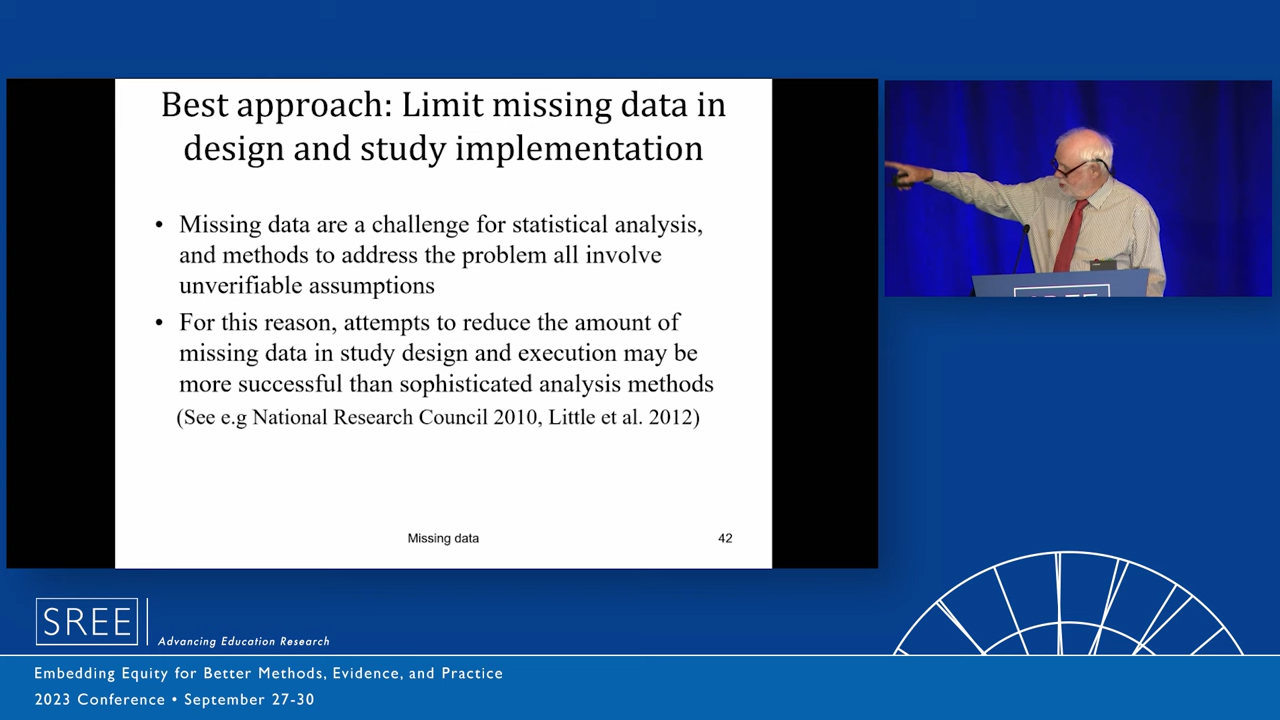 Best approach: Limit missing data in
design and study implementation
• Missing data are a challenge for statistical analysis,
and methods to address the problem all involve
unverifiable assumptions
• For this reason, attempts to reduce the amount of
missing data in study design and execution may be
more successful than sophisticated analysis methods
(See e.g National Research Council 2010, Little et al. 2012)
Missing data
42
SREE
SREE
Advancing Education Research
Embedding Equity for Better Methods, Evidence, and Practice
2023 Conference • September 27-30